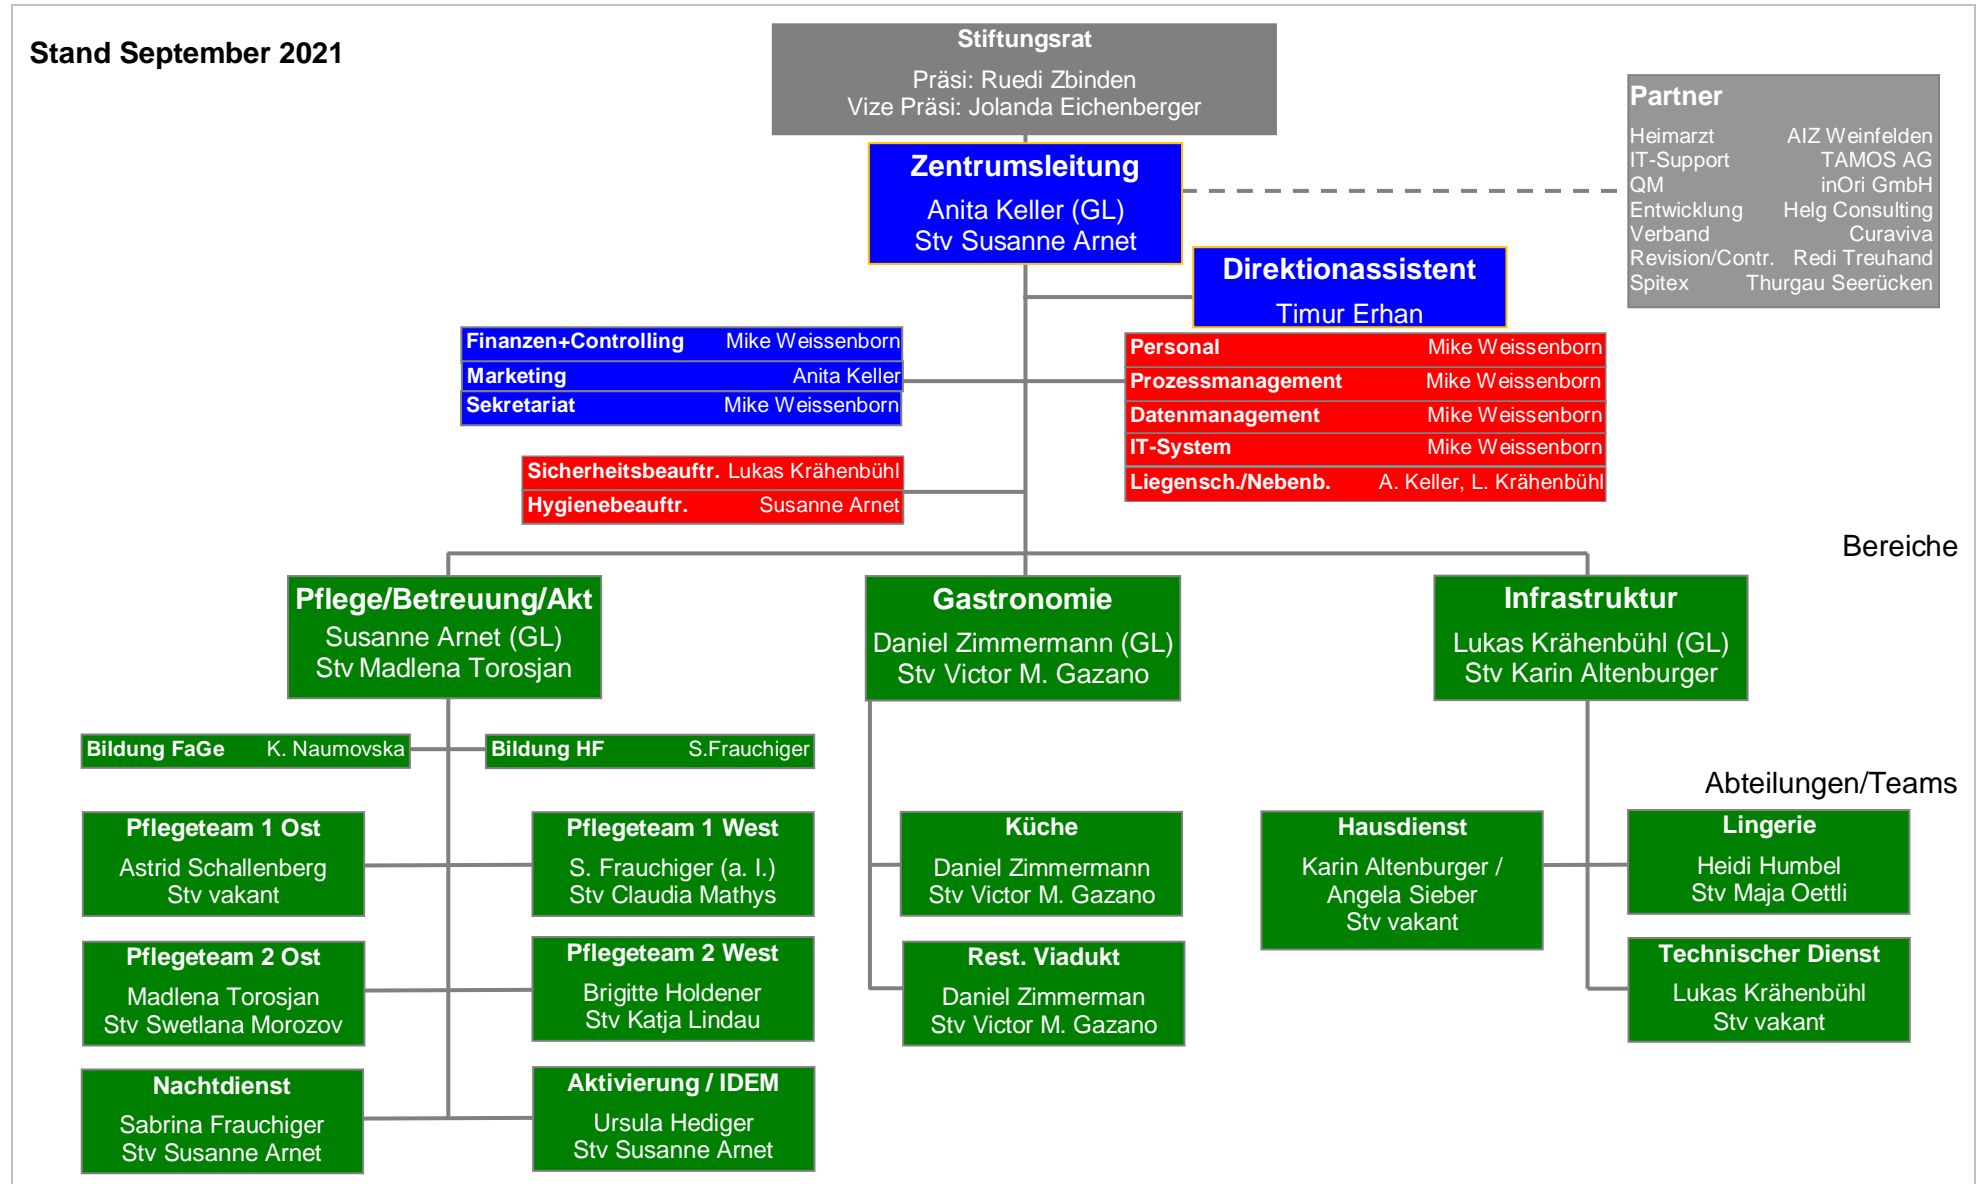 Stand September 2021
Stiftungsrat
Präsi: Ruedi Zbinden
Vize Präsi: Jolanda Eichenberger
Partner
Heimarzt AIZ Weinfelden
IT-Support TAMOS AG
QM inOri GmbH
Entwicklung Helg Consulting
Verband Curaviva
Revision/Contr. Redi Treuhand
Spitex Thurgau Seerücken
Zentrumsleitung
Anita Keller (GL)
Stv Susanne Arnet
Direktionassistent
Timur Erhan
Finanzen+Controlling Mike Weissenborn
Marketing Anita Keller
Sekretariat Mike Weissenborn
Personal Mike Weissenborn
Prozessmanagement Mike Weissenborn
Datenmanagement Mike Weissenborn
IT-System Mike Weissenborn
Liegensch./Nebenb. A. Keller, L. Krähenbühl
Sicherheitsbeauftr. Lukas Krähenbühl
Hygienebeauftr. Susanne Arnet
Bereiche
Pflege/Betreuung/Akt
Susanne Arnet (GL)
Stv Madlena Torosjan
Gastronomie
Daniel Zimmermann (GL)
Stv Victor M. Gazano
Infrastruktur
Lukas Krähenbühl (GL)
Stv Karin Altenburger
Bildung FaGe K. Naumovska
Bildung HF S.Frauchiger
Abteilungen/Teams
Pflegeteam 1 Ost
Astrid Schallenberg
Stv vakant
Pflegeteam 1 West
S. Frauchiger (a. I.)
Stv Claudia Mathys
Küche
Daniel Zimmermann
Stv Victor M. Gazano
Hausdienst
Karin Altenburger /
Angela Sieber
Stv vakant
Lingerie
Heidi Humbel
Stv Maja Oettli
Pflegeteam 2 Ost
Madlena Torosjan
Stv Swetlana Morozov
Pflegeteam 2 West
Brigitte Holdener
Stv Katja Lindau
Rest. Viadukt
Daniel Zimmerman
Stv Victor M. Gazano
Technischer Dienst
Lukas Krähenbühl
Stv vakant
Nachtdienst
Sabrina Frauchiger
Stv Susanne Arnet
Aktivierung / IDEM
Ursula Hediger
Stv Susanne Arnet